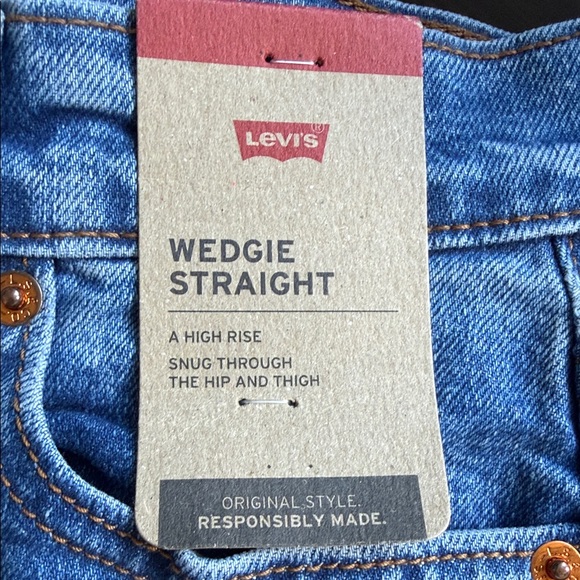 Levi's
®
WEDGIE
STRAIGHT
A HIGH RISE
SNUG THROUGH
THE HIP AND THIGH
ORIGINAL STYLE.
RESPONSIBLY MADE.